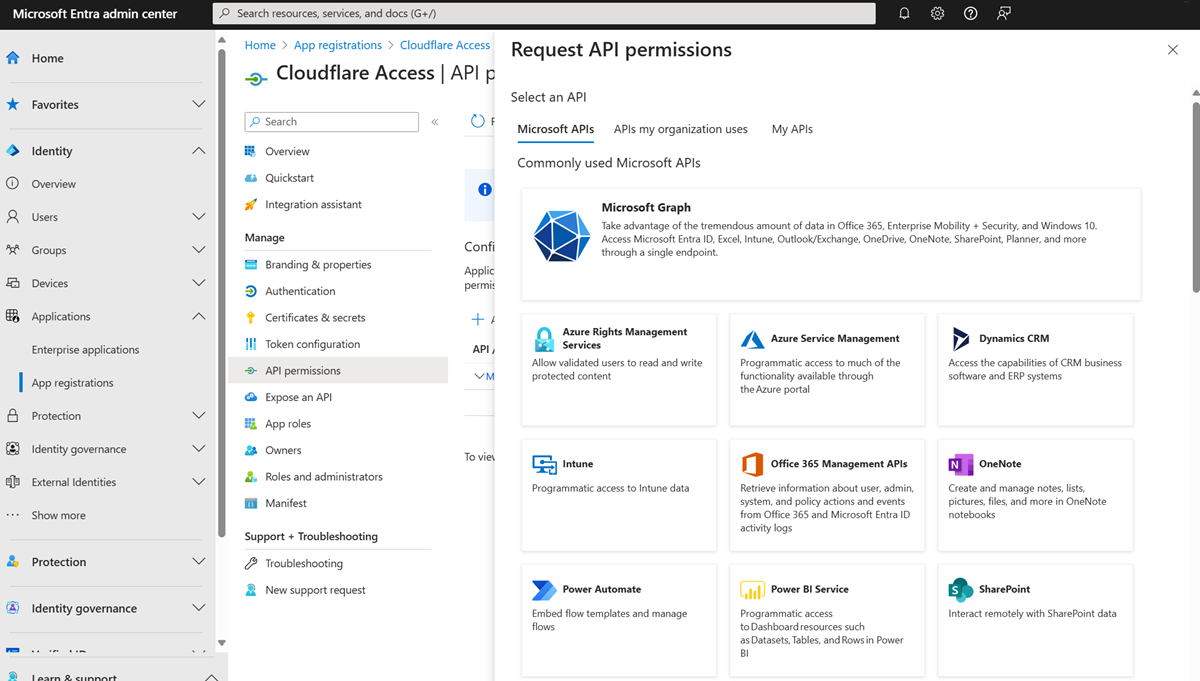 Microsoft Entra admin center
Search resources, services, and docs (G+/)
Home
Favorites
Identity
Overview
Users
Groups
Devices
Applications
Enterprise applications
App registrations
Protection
Identity governance
External Identities
Show more
Protection
Identity governance
Learn & support
Home > App registrations > Cloudflare Access
Cloudflare Access | API p
Search
Overview
Quickstart
Integration assistant
Manage
Branding & properties
Authentication
Certificates & secrets
Token configuration
API permissions
Expose an API
App roles
Owners
Roles and administrators
Manifest
Support + Troubleshooting
Troubleshooting
New support request
Confi
Applic
permis
API /
To view
Request API permissions
Select an API
Microsoft APIs
APIs my organization uses
My APIs
Commonly used Microsoft APIs
Microsoft Graph
Take advantage of the tremendous amount of data in Office 365, Enterprise Mobility + Security, and Windows 10.
Access Microsoft Entra ID, Excel, Intune, Outlook/Exchange, OneDrive, OneNote, SharePoint, Planner, and more
through a single endpoint.
Azure Rights Management
Services
Allow validated users to read and write
protected content
Azure Service Management
Programmatic access to much of the
functionality available through
the Azure portal
Dynamics CRM
Access the capabilities of CRM business
software and ERP systems
Intune
Programmatic access to Intune data
Office 365 Management APIs
Retrieve information about user, admin,
system, and policy actions and events
from Office 365 and Microsoft Entra ID
activity logs
OneNote
Create and manage notes, lists,
pictures, files, and more in OneNote
notebooks
Power Automate
Embed flow templates and manage
flows
Power BI Service
Programmatic access
to Dashboard resources such
as Datasets, Tables, and Rows in Power
BI
SharePoint
Interact remotely with SharePoint data